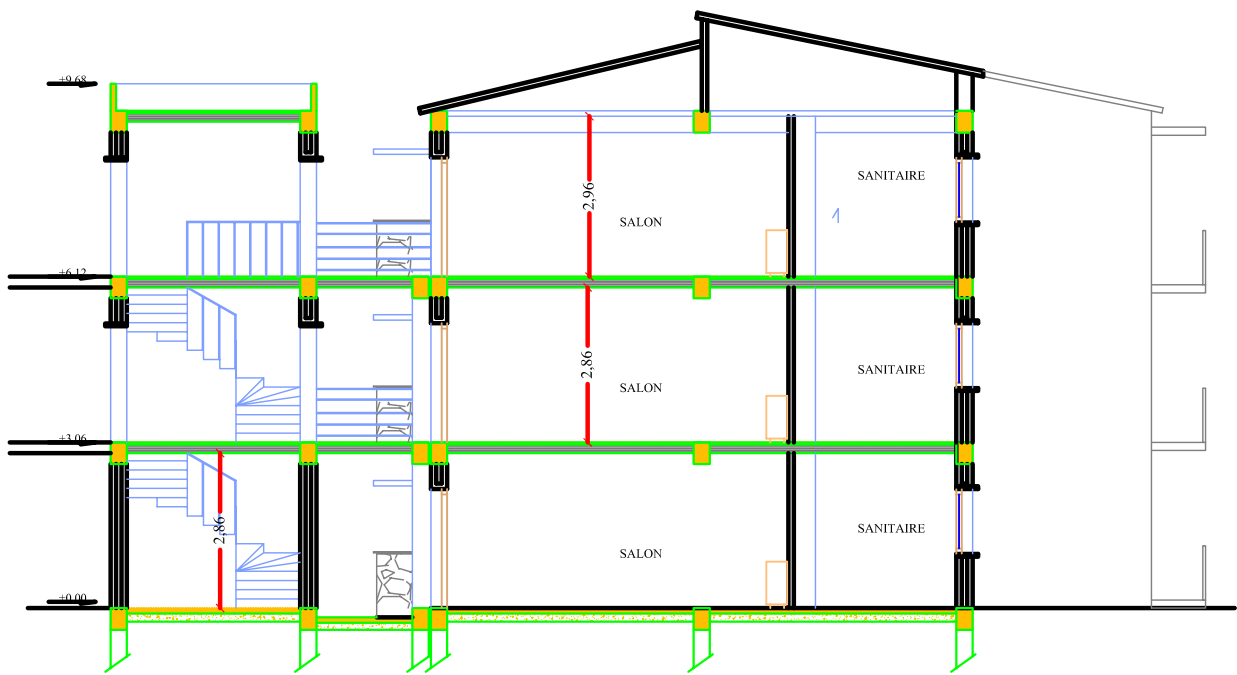 +9.68
SANITAIRE
2,96
SALON
+6.12
2,86
SANITAIRE
SALON
+3.06
2,86
SANITAIRE
SALON
+0.00